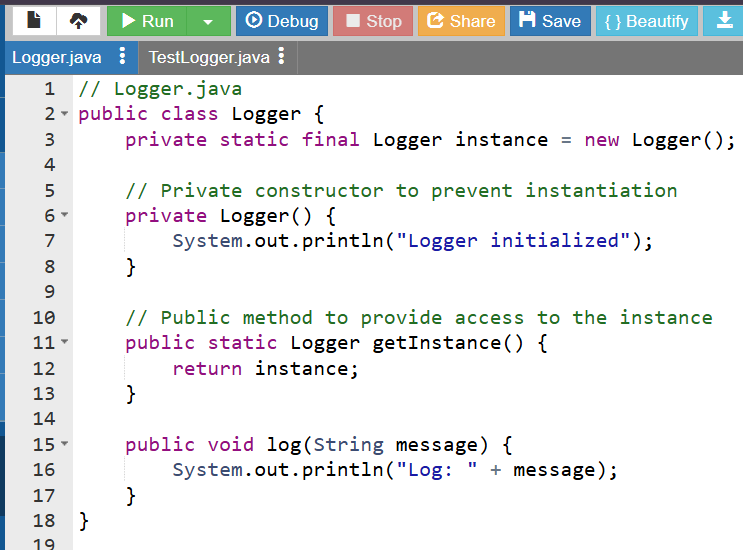 Run Debug Stop Share Save { } Beautify
Logger.java TestLogger.java
1 // Logger.java
2 public class Logger {
3     private static final Logger instance = new Logger();
4
5     // Private constructor to prevent instantiation
6     private Logger() {
7         System.out.println("Logger initialized");
8     }
9
10     // Public method to provide access to the instance
11     public static Logger getInstance() {
12         return instance;
13     }
14
15     public void log(String message) {
16         System.out.println("Log: " + message);
17     }
18 }
19